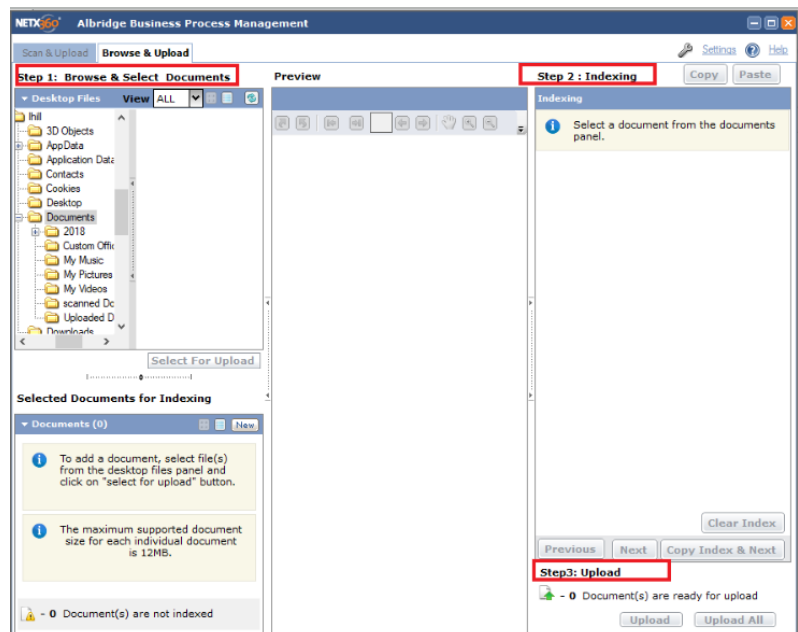 NETX360° Albridge Business Process Management
Scan & Upload Browse & Upload
Settings Help
Step 1: Browse & Select Documents
Desktop Files View ALL
lhill
3D Objects
AppData
Application Data
Contacts
Cookies
Desktop
Documents
2018
Custom Offic
My Music
My Pictures
My Videos
scanned Dc
Uploaded D
Downloads
Select For Upload
Selected Documents for Indexing
Documents (0) New
To add a document, select file(s)
from the desktop files panel and
click on "select for upload" button.
The maximum supported document
size for each individual document
is 12MB.
- 0 Document(s) are not indexed
Preview
Step 2 : Indexing Copy Paste
Indexing
Select a document from the documents
panel.
Clear Index
Previous Next Copy Index & Next
Step3: Upload
- 0 Document(s) are ready for upload
Upload Upload All